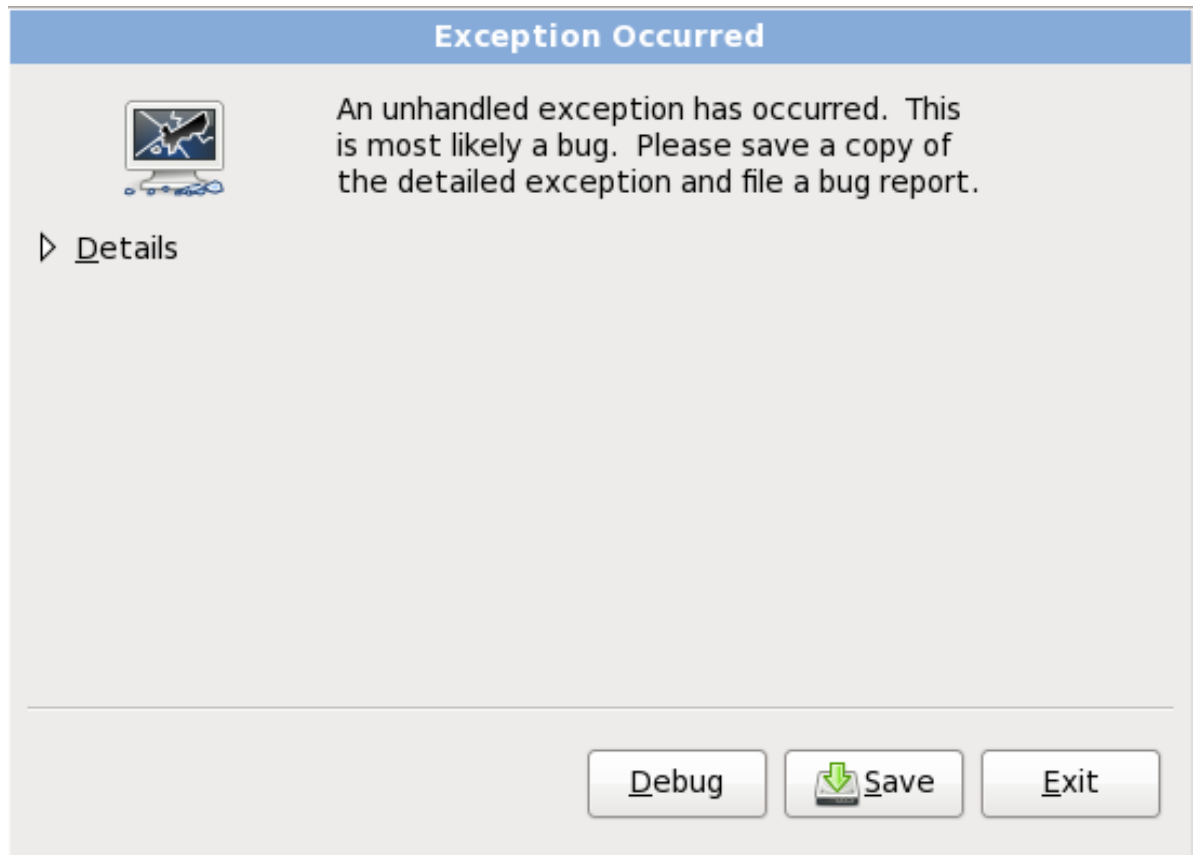 Exception Occurred
An unhandled exception has occurred.  This
is most likely a bug.  Please save a copy of
the detailed exception and file a bug report.
Details
Debug
Save
Exit